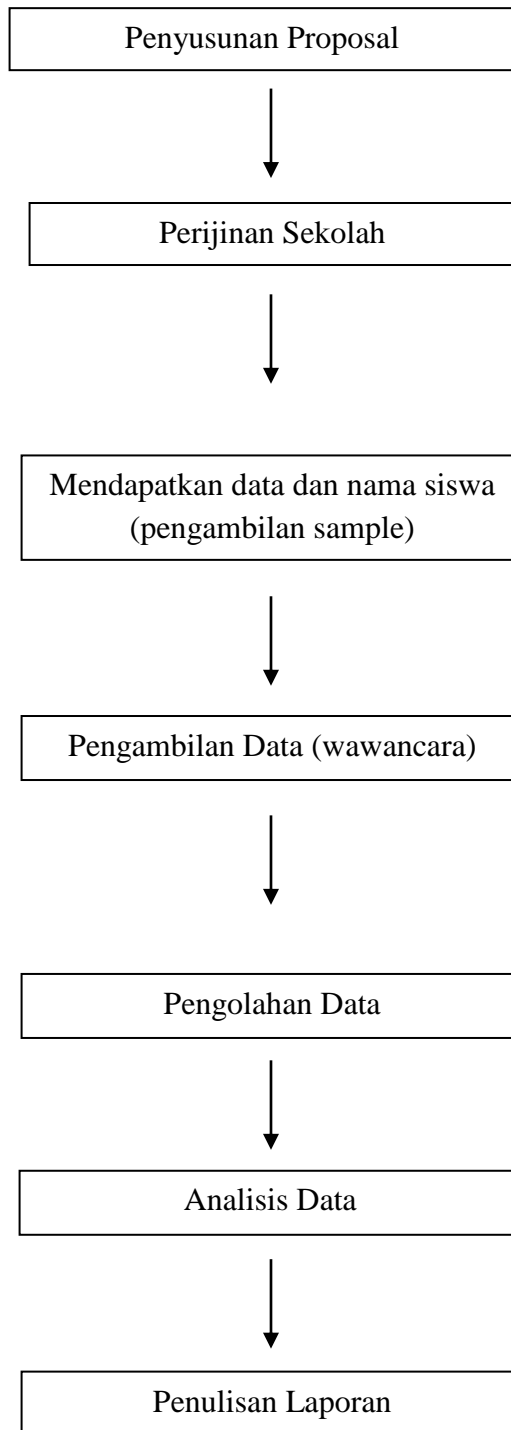 Penyusunan Proposal
Perijinan Sekolah
Mendapatkan data dan nama siswa
(pengambilan sample)
Pengambilan Data (wawancara)
Pengolahan Data
Analisis Data
Penulisan Laporan